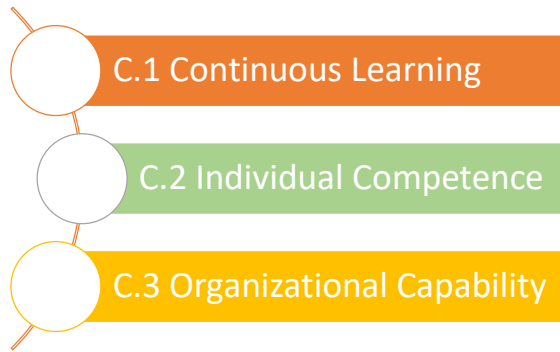 C.1 Continuous Learning
C.2 Individual Competence
C.3 Organizational Capability